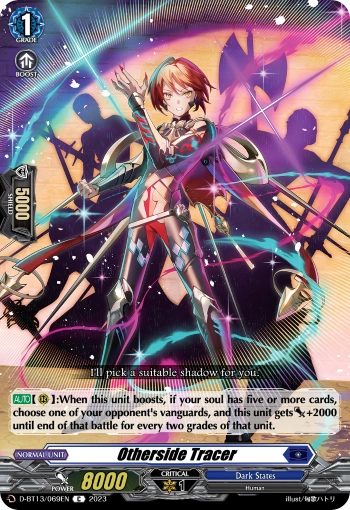 1
GRADE
BOOST
5000
SHIELD
I'll pick a suitable shadow for you.
AUTO【】:When this unit boosts, if your soul has five or more cards,
choose one of your opponent's vanguards, and this unit gets +2000
until end of that battle for every two grades of that unit.
NORMAL UNIT
Otherside Tracer
POWER 8000
CRITICAL
1
Dark States
Human
D-BT13/069EN C 2023
illust/匈歌ハトリ